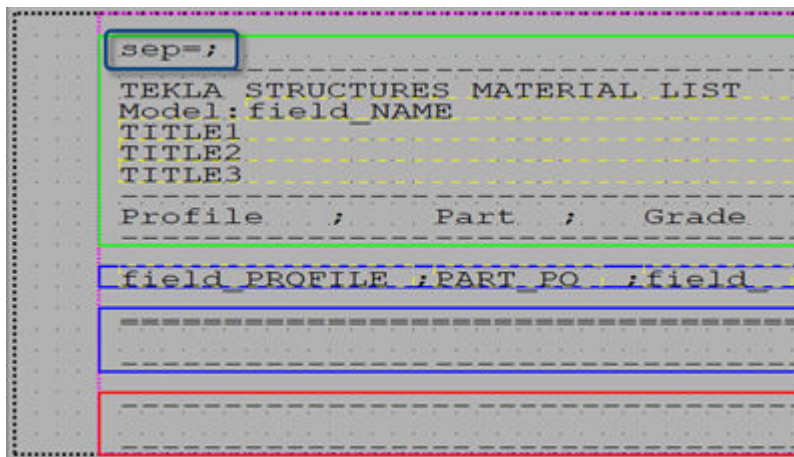 sep=;
TEKLA STRUCTURES MATERIAL LIST
Model:field_NAME
TITLE1
TITLE2
TITLE3
Profile ; Part ; Grade
field_PROFILE ;PART_PO ;field_